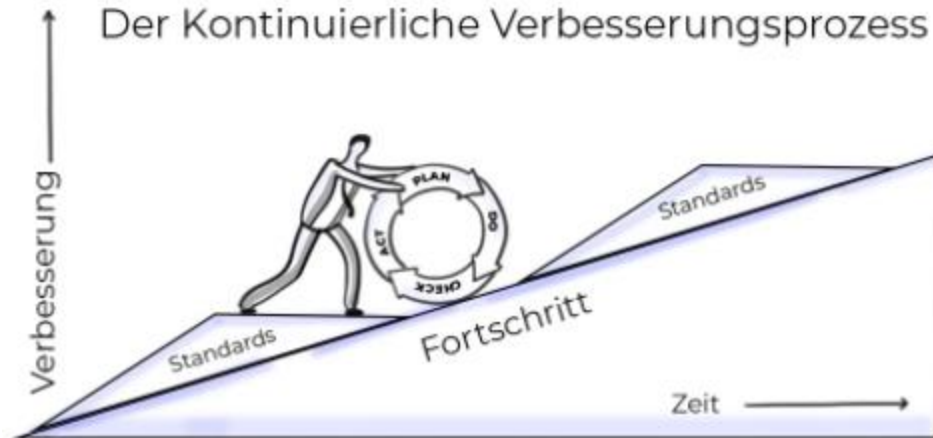 Der Kontinuierliche Verbesserungsprozess
Verbesserung
PLAN
DO
CHECK
ACT
Standards
Standards
Fortschritt
Zeit